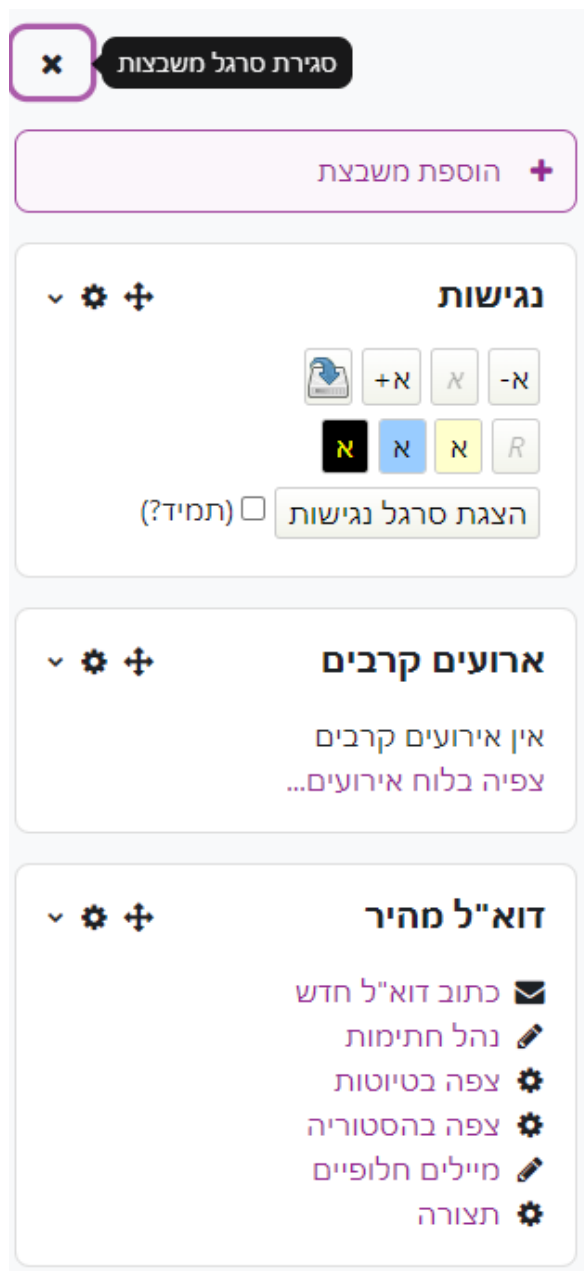 סגירת סרגל משבצות
הוספת משבצת
נגישות
א- א א+
R א א א
הצגת סרגל נגישות (תמיד?)
ארועים קרבים
אין אירועים קרבים
צפיה בלוח אירועים...
דוא"ל מהיר
כתוב דוא"ל חדש
נהל חתימות
צפה בטיוטות
צפה בהסטוריה
מיילים חלופיים
תצורה